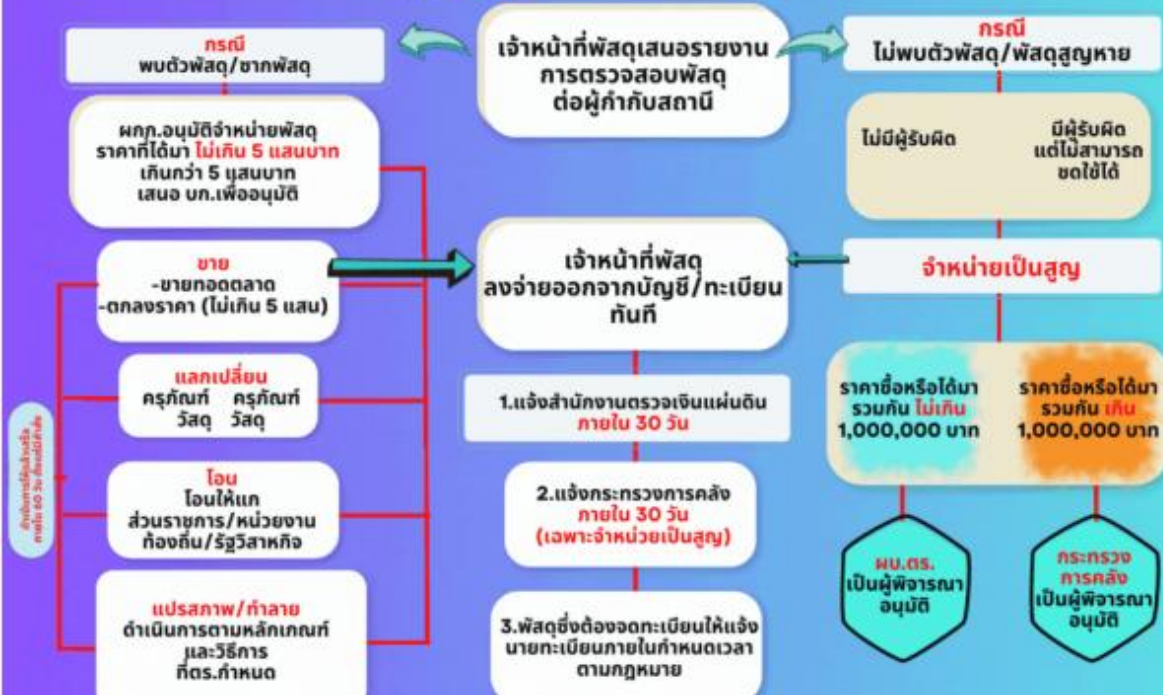 เจ้าหน้าที่พัสดุเสนอรายงาน
การตรวจสอบพัสดุ
ต่อผู้กำกับสถานี
กรณี
พบตัวพัสดุ/ซากพัสดุ
ผกก.อนุมัติจำหน่ายพัสดุ
ราคาที่ได้มา ไม่เกิน 5 แสนบาท
เกินกว่า 5 แสนบาท
เสนอ บก.เพื่ออนุมัติ
ขาย
-ขายทอดตลาด
-ตกลงราคา (ไม่เกิน 5 แสน)
แลกเปลี่ยน
ครุภัณฑ์ ครุภัณฑ์
วัสดุ วัสดุ
โอน
โอนให้แก่
ส่วนราชการ/หน่วยงาน
ท้องถิ่น/รัฐวิสาหกิจ
แปรสภาพ/ทำลาย
ดำเนินการตามหลักเกณฑ์
และวิธีการ
ที่ตร.กำหนด
ภายใน 60 วัน
กรณี
ไม่พบตัวพัสดุ/พัสดุสูญหาย
ไม่มีผู้รับผิด
มีผู้รับผิด
แต่ไม่สามารถ
ชดใช้ได้
จำหน่ายเป็นสูญ
ราคาซื้อหรือได้มา
รวมกัน ไม่เกิน
1,000,000 บาท
ราคาซื้อหรือได้มา
รวมกัน เกิน
1,000,000 บาท
ผบ.ตร.
เป็นผู้พิจารณา
อนุมัติ
กระทรวง
การคลัง
เป็นผู้พิจารณา
อนุมัติ
เจ้าหน้าที่พัสดุ
ลงจ่ายออกจากบัญชี/ทะเบียน
ทันที
1.แจ้งสำนักงานตรวจเงินแผ่นดิน
ภายใน 30 วัน
2.แจ้งกระทรวงการคลัง
ภายใน 30 วัน
(เฉพาะจำหน่วยเป็นสูญ)
3.พัสดุซึ่งต้องจดทะเบียนให้แจ้ง
นายทะเบียนภายในกำหนดเวลา
ตามกฎหมาย